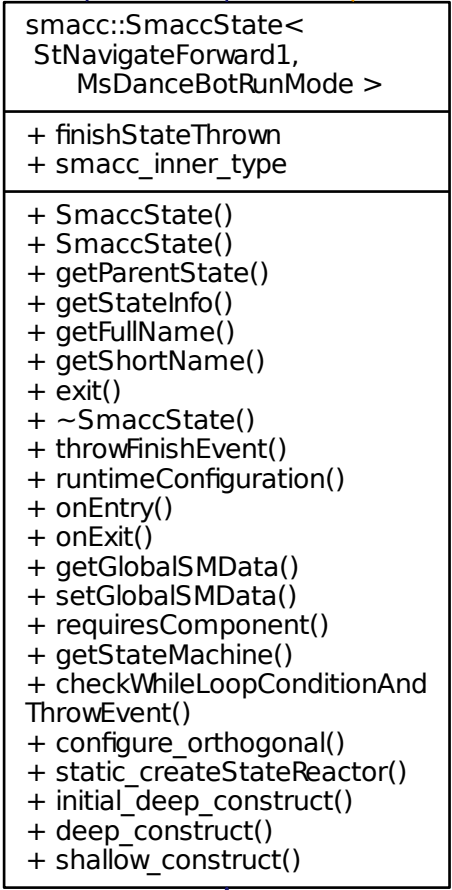 smacc::SmaccState<
StNavigateForward1,
MsDanceBotRunMode >
+ finishStateThrown
+ smacc_inner_type
+ SmaccState()
+ SmaccState()
+ getParentState()
+ getStateInfo()
+ getFullName()
+ getShortName()
+ exit()
+ ~SmaccState()
+ throwFinishEvent()
+ runtimeConfiguration()
+ onEntry()
+ onExit()
+ getGlobalSMData()
+ setGlobalSMData()
+ requiresComponent()
+ getStateMachine()
+ checkWhileLoopConditionAnd
ThrowEvent()
+ configure_orthogonal()
+ static_createStateReactor()
+ initial_deep_construct()
+ deep_construct()
+ shallow_construct()